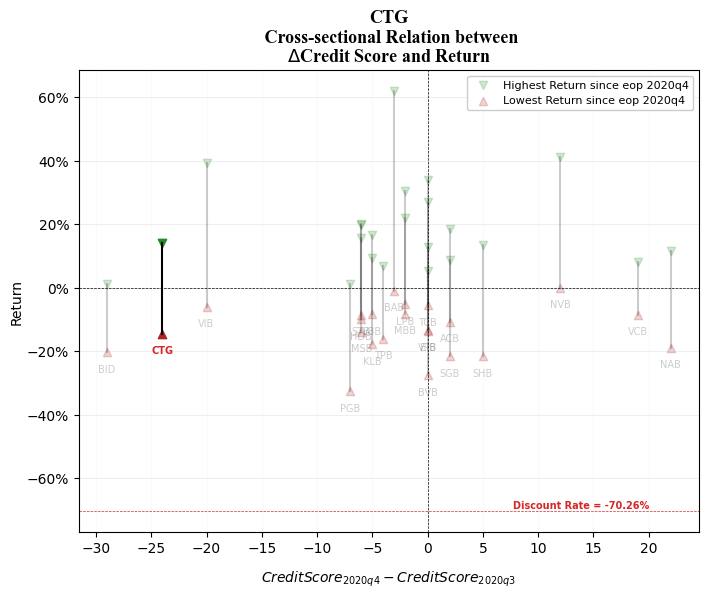 CTG
Cross-sectional Relation between
ΔCredit Score and Return
Highest Return since eop 2020q4
Lowest Return since eop 2020q4
60%
40%
20%
0%
−20%
−40%
−60%
Return
BAB
NVB
VIB
LPB
TCB
MBB
VCB
ACB
CTG
MSB
TPB
KLB
NAB
BID
SGB
SHB
BVB
PGB
Discount Rate = -70.26%
−30
−25
−20
−15
−10
−5
0
5
10
15
20
CreditScore2020q4 − CreditScore2020q3